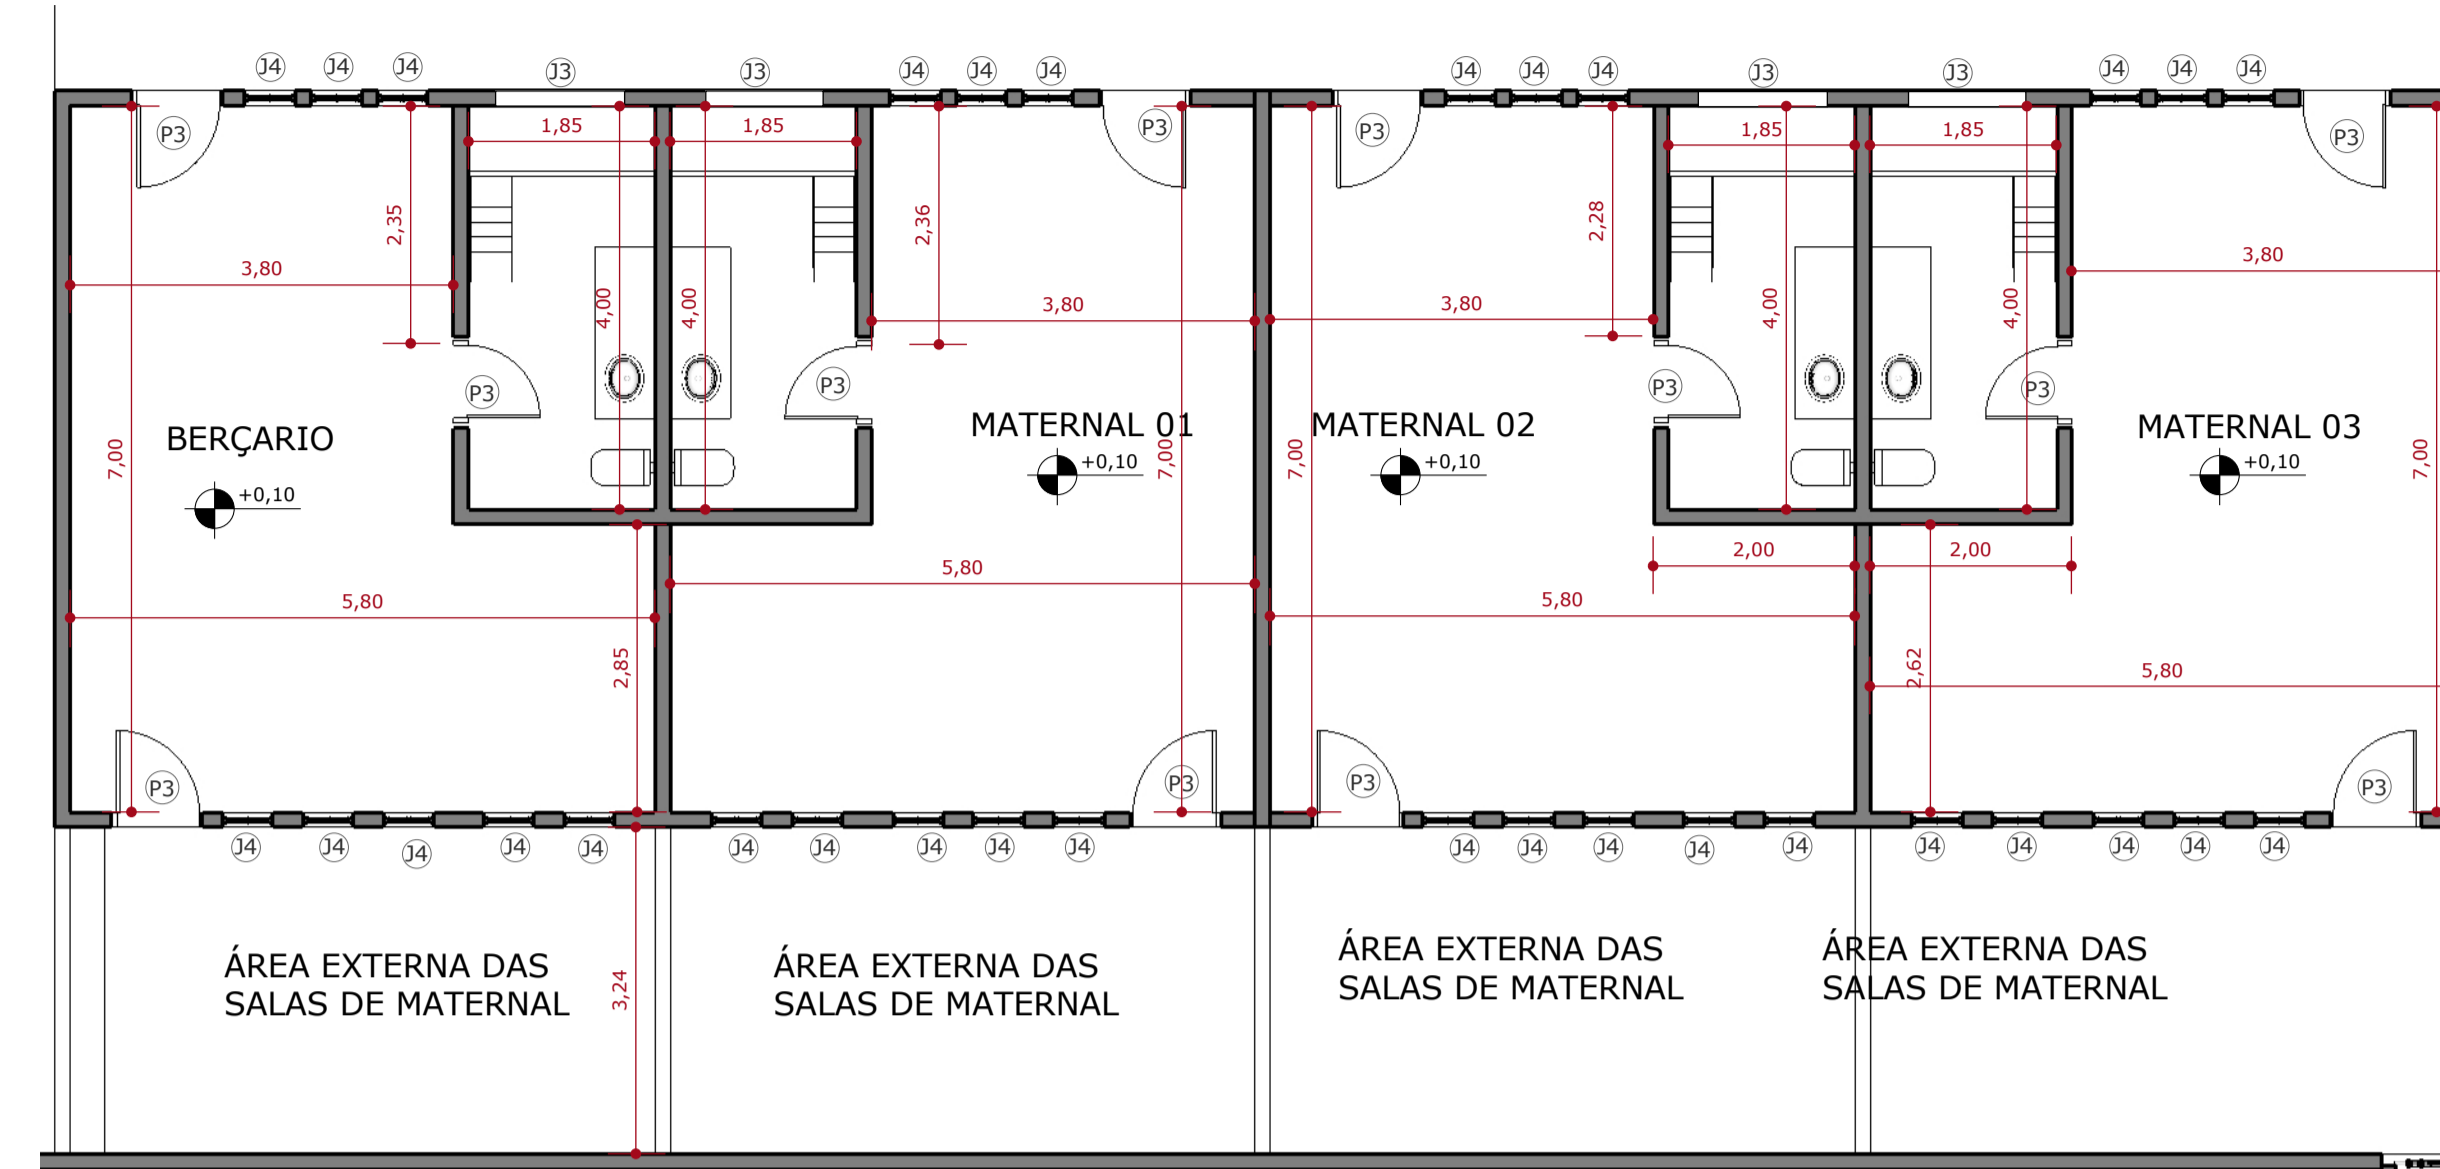 J4 J4 J4 J3 J3 J4 J4 J4 J4 J4 J4 J3 J3 J4 J4 J4
P3 1,85 1,85 P3 P3 1,85 1,85 P3
2,35 2,36 2,28
3,80 4,00 4,00 3,80 3,80 4,00 4,00 3,80
P3 P3 P3 P3
BERÇARIO MATERNAL 01 MATERNAL 02 MATERNAL 03
7,00 7,00 7,00 7,00
+0,10 +0,10 +0,10 +0,10
2,00 2,00
5,80 5,80 5,80 5,80
2,85 2,62
P3 P3 P3 P3
J4 J4 J4 J4 J4 J4 J4 J4 J4 J4 J4 J4 J4 J4 J4 J4 J4 J4 J4 J4
ÁREA EXTERNA DAS
SALAS DE MATERNAL
3,24
ÁREA EXTERNA DAS
SALAS DE MATERNAL
ÁREA EXTERNA DAS
SALAS DE MATERNAL
ÁREA EXTERNA DAS
SALAS DE MATERNAL